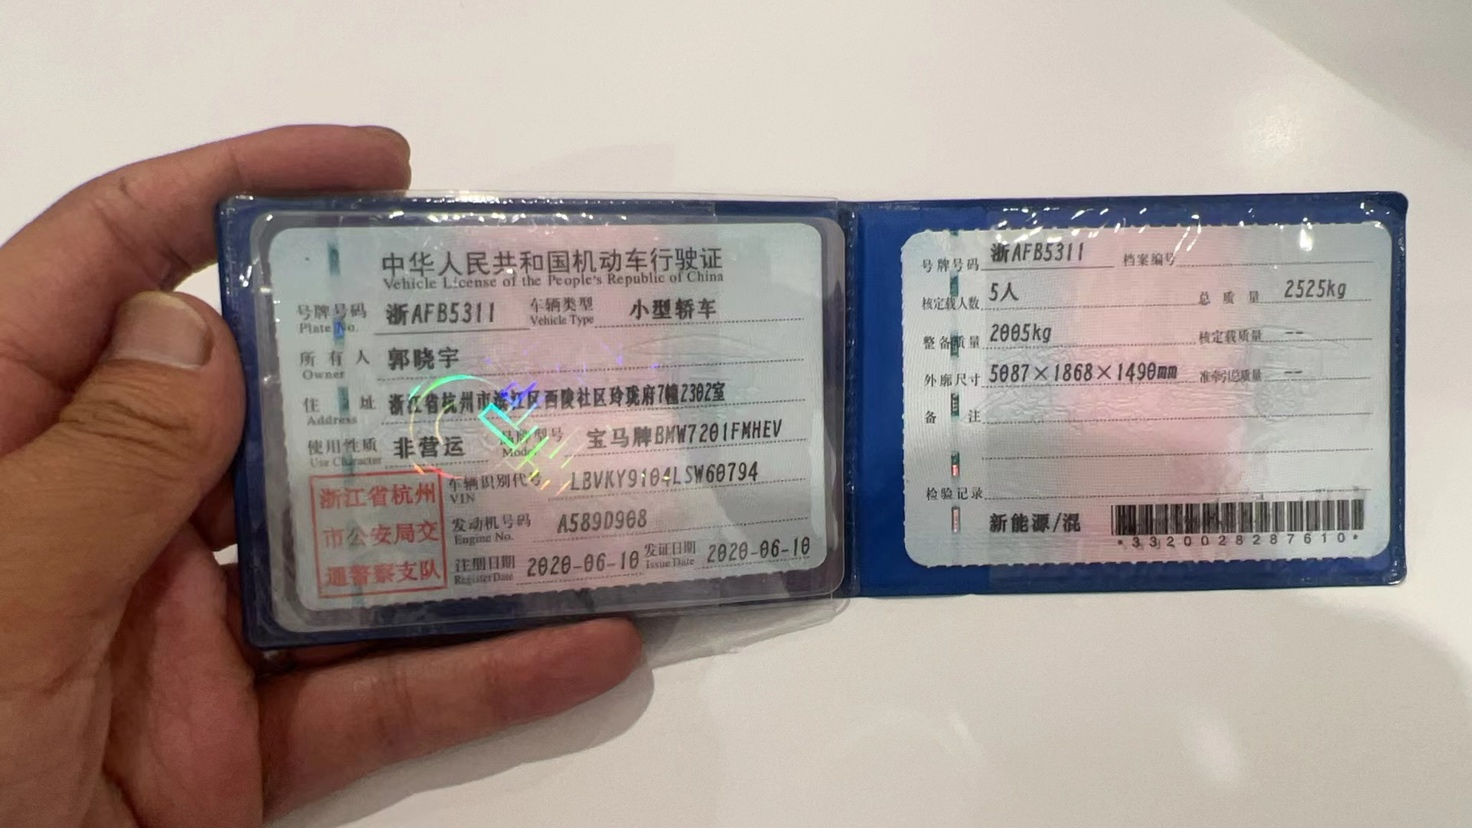 中华人民共和国机动车行驶证
Vehicle License of the People's Republic of China
号牌号码 浙AFB5311 车辆类型 小型轿车
Plate No. Vehicle Type
所有人 郭晓宇
Owner
住址 浙江省杭州市滨江区西陵社区玲珑府7幢2302室
Address
使用性质 非营运 品牌型号 宝马牌BMW7201FMHEV
Use Character Model
车辆识别代号 LBVKY9104LSW60794
VIN
发动机号码 A589D908
Engine No.
注册日期 2020-06-10 发证日期 2020-06-10
Register Date Issue Date
浙江省杭州
市公安局交
通警察支队
号牌号码 浙AFB5311 档案编号
核定载人数 5人 总质量 2525kg
整备质量 2005kg 核定载质量 --
外廓尺寸 5087×1868×1490mm 准牵引总质量 --
备注
检验记录
新能源/混
*3320028287610*